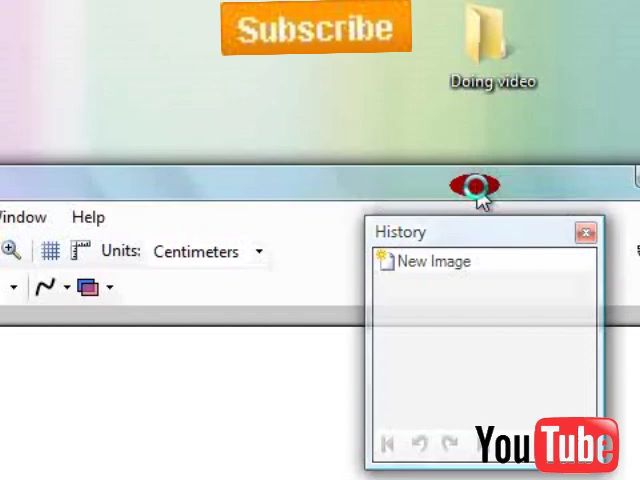 Subscribe
Doing video
Window Help
Units: Centimeters
History
New Image
YouTube